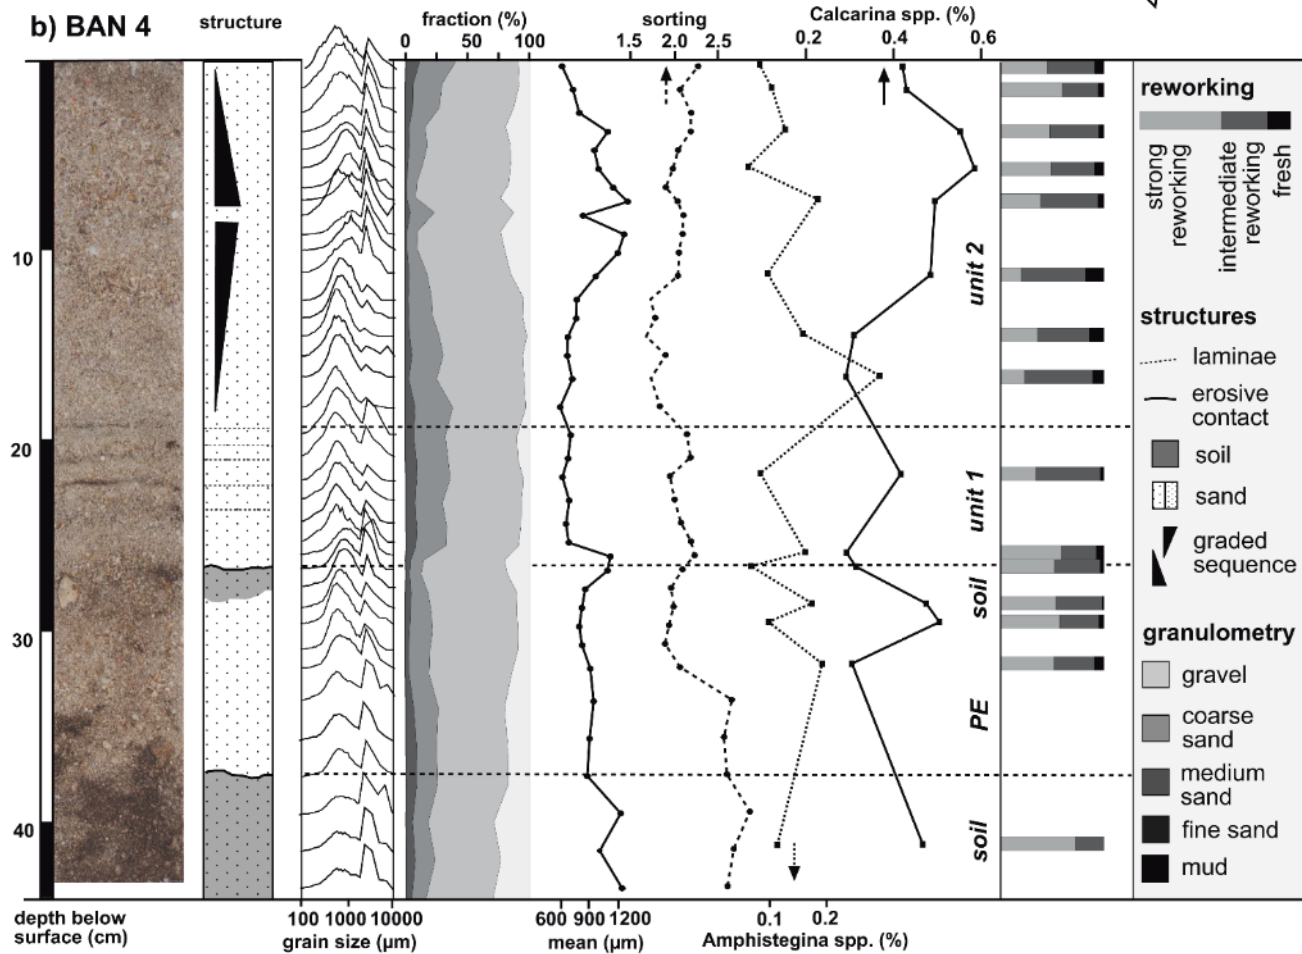 b) BAN 4
structure
fraction (%)
sorting
Calcarina spp. (%)
0 50 100
1.5 2.0 2.5
0.2 0.4 0.6
10
20
30
40
unit 2
unit 1
soil
PE
soil
depth below
surface (cm)
100 1000 10000
grain size (µm)
600 900 1200
mean (µm)
0.1 0.2
Amphistegina spp. (%)
reworking
strong
reworking
intermediate
reworking
fresh
structures
laminae
erosive
contact
soil
sand
graded
sequence
granulometry
gravel
coarse
sand
medium
sand
fine sand
mud